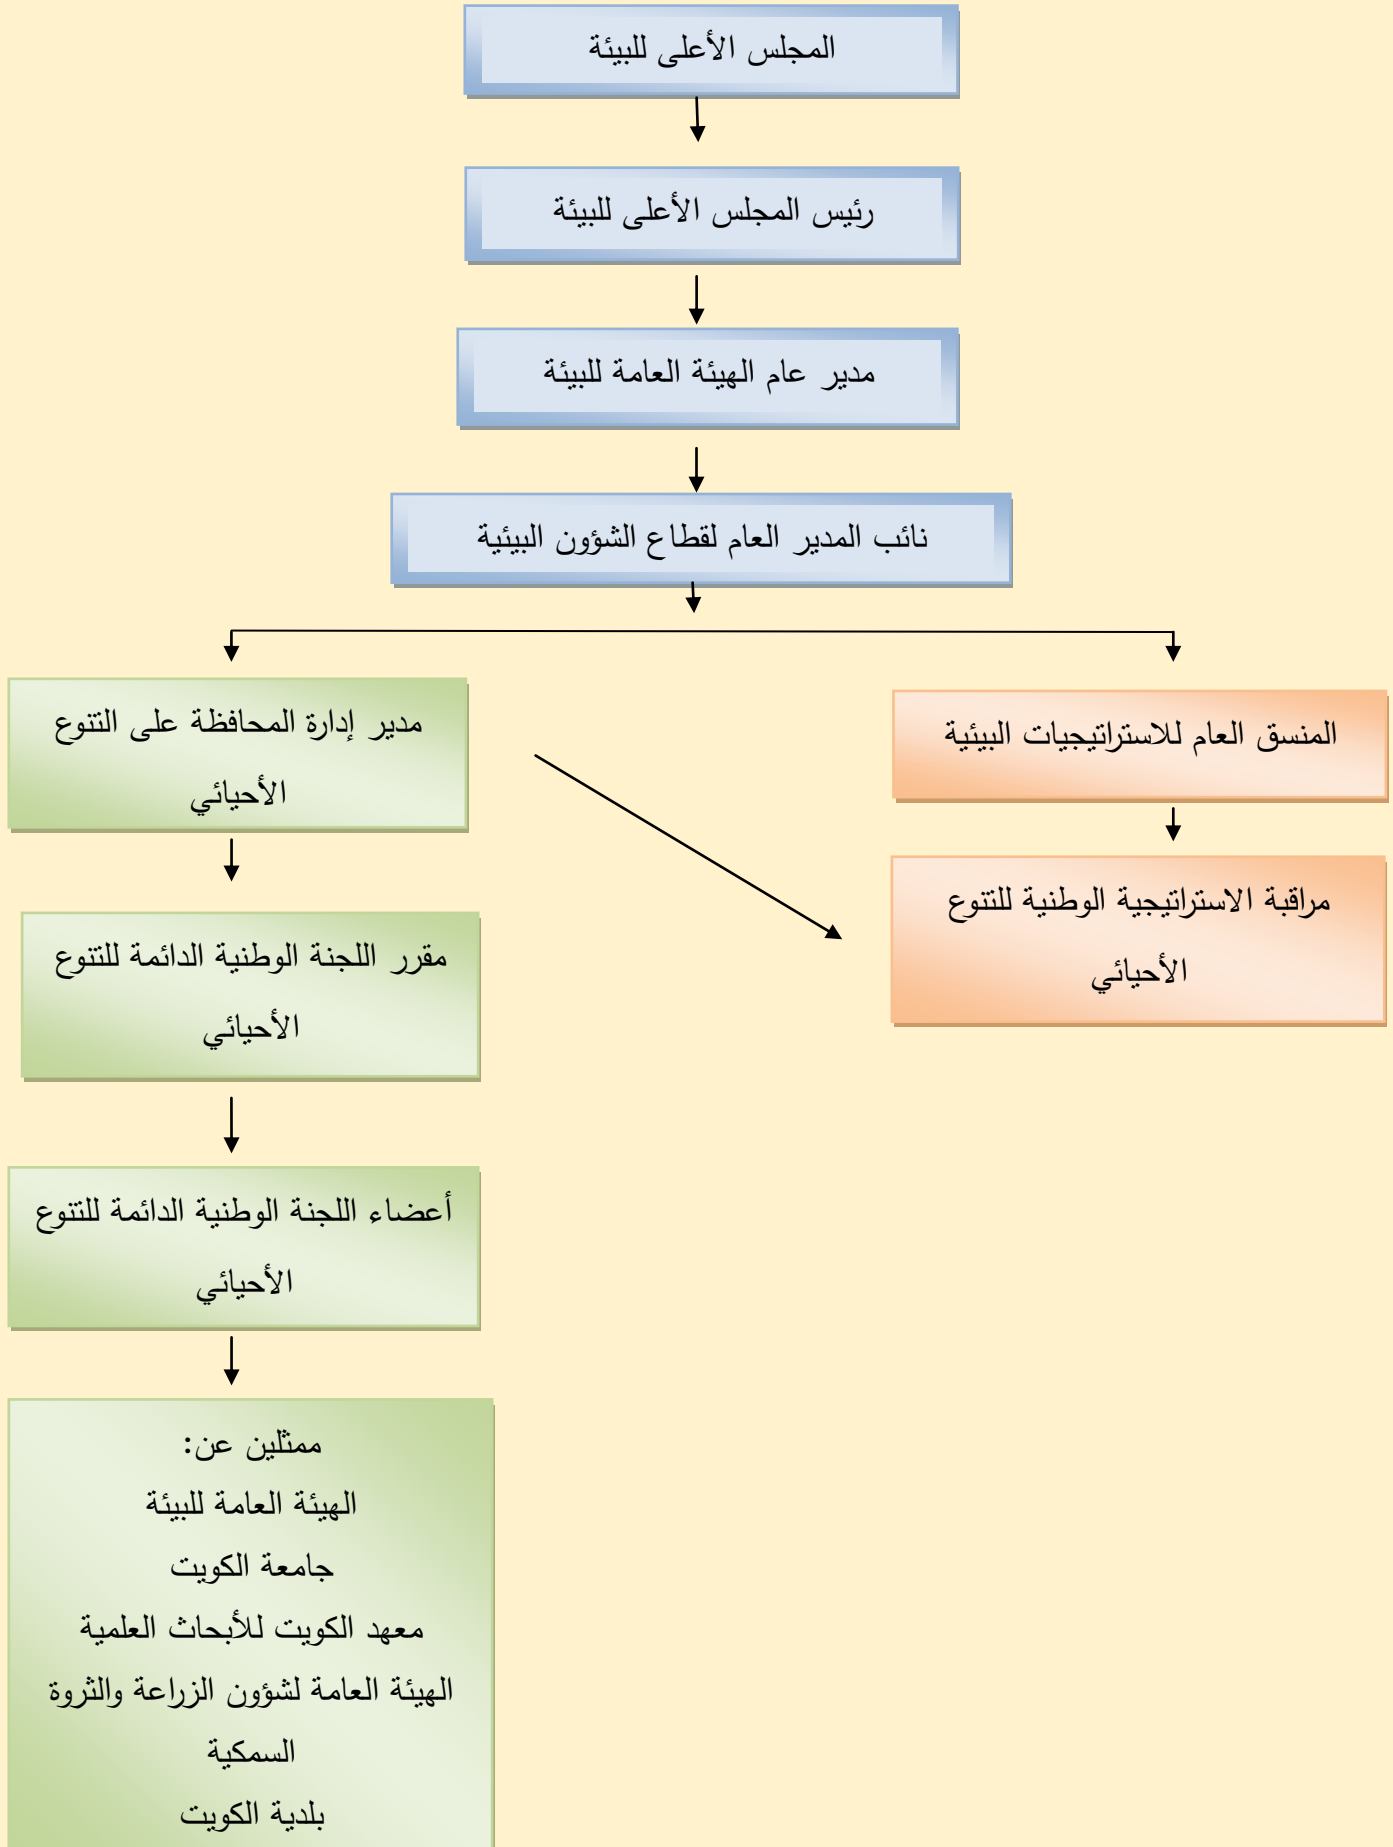 المجلس الأعلى للبيئة
رئيس المجلس الأعلى للبيئة
مدير عام الهيئة العامة للبيئة
نائب المدير العام لقطاع الشؤون البيئية
المنسق العام للاستراتيجيات البيئية
مراقبة الاستراتيجية الوطنية للتنوع
الأحيائي
مدير إدارة المحافظة على التنوع
الأحيائي
مقرر اللجنة الوطنية الدائمة للتنوع
الأحيائي
أعضاء اللجنة الوطنية الدائمة للتنوع
الأحيائي
ممثلين عن:
الهيئة العامة للبيئة
جامعة الكويت
معهد الكويت للأبحاث العلمية
الهيئة العامة لشؤون الزراعة والثروة
السمكية
بلدية الكويت